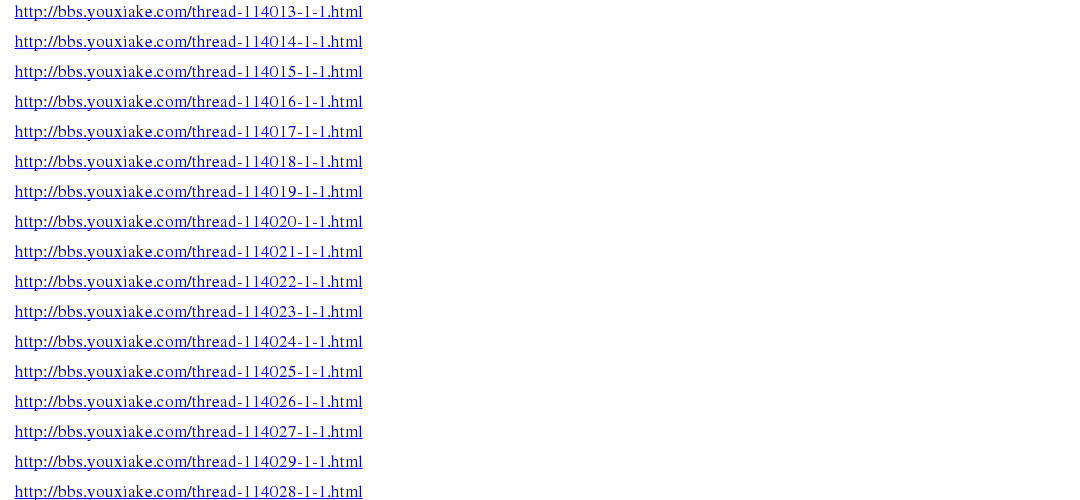 http://bbs.youxiake.com/thread-114013-1-1.html
http://bbs.youxiake.com/thread-114014-1-1.html
http://bbs.youxiake.com/thread-114015-1-1.html
http://bbs.youxiake.com/thread-114016-1-1.html
http://bbs.youxiake.com/thread-114017-1-1.html
http://bbs.youxiake.com/thread-114018-1-1.html
http://bbs.youxiake.com/thread-114019-1-1.html
http://bbs.youxiake.com/thread-114020-1-1.html
http://bbs.youxiake.com/thread-114021-1-1.html
http://bbs.youxiake.com/thread-114022-1-1.html
http://bbs.youxiake.com/thread-114023-1-1.html
http://bbs.youxiake.com/thread-114024-1-1.html
http://bbs.youxiake.com/thread-114025-1-1.html
http://bbs.youxiake.com/thread-114026-1-1.html
http://bbs.youxiake.com/thread-114027-1-1.html
http://bbs.youxiake.com/thread-114029-1-1.html
http://bbs.youxiake.com/thread-114028-1-1.html